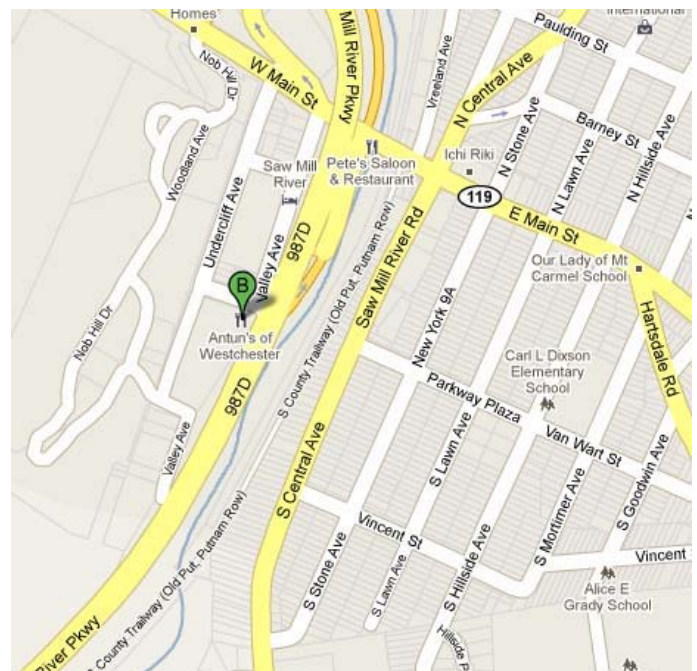 Homes
Nob Hill Dr
W Main St
Mill River Pkwy
Vreeland Ave
N Central Ave
Paulding St
International
Woodland Ave
Undercliff Ave
Saw Mill
River
Pete's Saloon
& Restaurant
Ichi Riki
N Stone Ave
N Lawn Ave
Barney St
N Hillside Ave
119
E Main St
987D
Valley Ave
B
Antun's of
Westchester
Nob Hill Dr
Saw Mill River Rd
S County Trailway (Old Put, Putnam Row)
New York 9A
Our Lady of Mt
Carmel School
Hartsdale Rd
Carl L Dixson
Elementary
School
Parkway Plaza
Van Wart St
987D
Valley Ave
S Central Ave
S Lawn Ave
S Goodwin Ave
S County Trailway (Old Put, Putnam Row)
Vincent St
S Stone Ave
S Lawn Ave
S Hillside Ave
S Mortimer Ave
Vincent S
Alice E
Grady School
River Pkwy
Hillside P